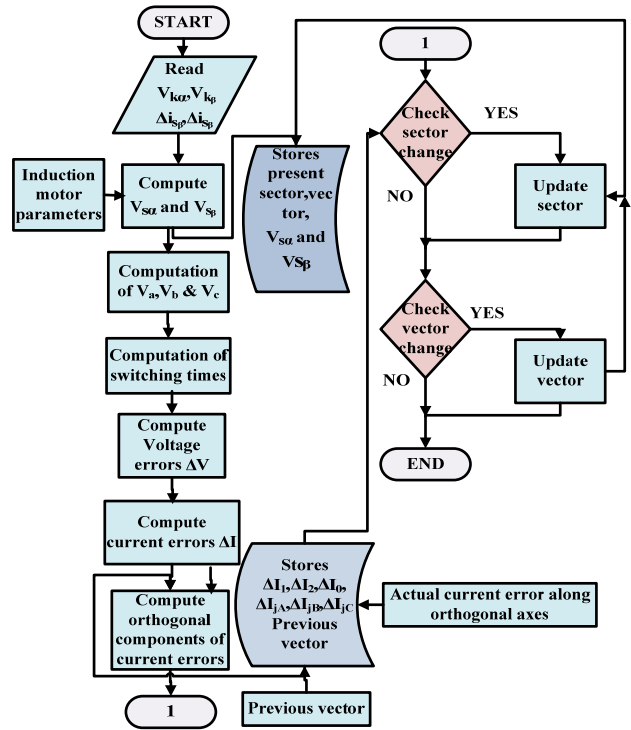 START
Read
Vkα,Vkβ
ΔiSβ,ΔiSβ
Induction
motor
parameters
Compute
Vsα and VSβ
Stores
present
sector,vec
tor,
Vsα and
VSβ
Computation
of Va,Vb & Vc
Computation of
switching times
Compute
Voltage
errors ΔV
Compute
current errors ΔI
Compute
orthogonal
components of
current errors
1
Stores
ΔI1,ΔI2,ΔI0,
ΔIjA,ΔIjB,ΔIjC
Previous
vector
Previous vector
Actual current error along
orthogonal axes
1
Check
sector
change
YES
NO
Update
sector
Check
vector
change
YES
NO
Update
vector
END